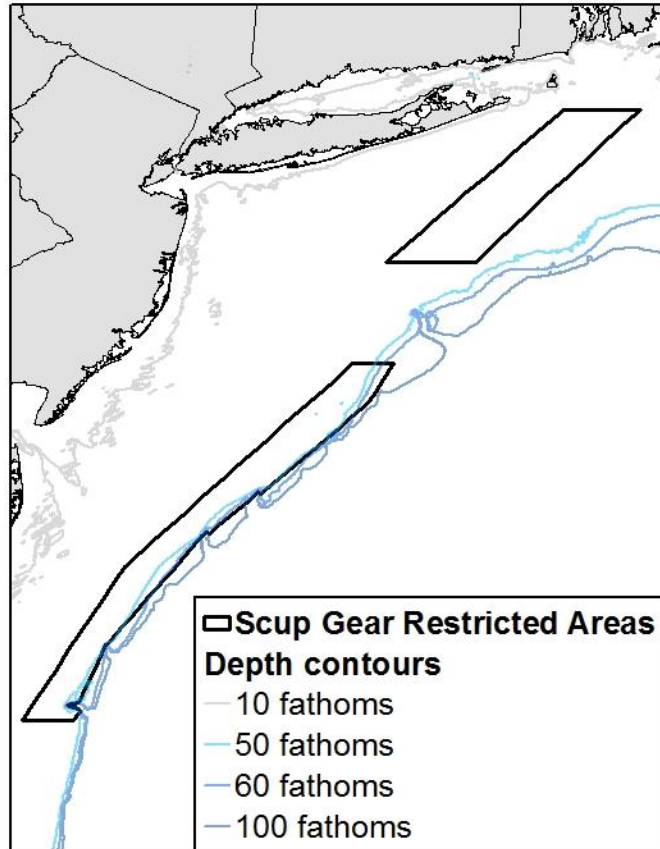 Scup Gear Restricted Areas
Depth contours
10 fathoms
50 fathoms
60 fathoms
100 fathoms